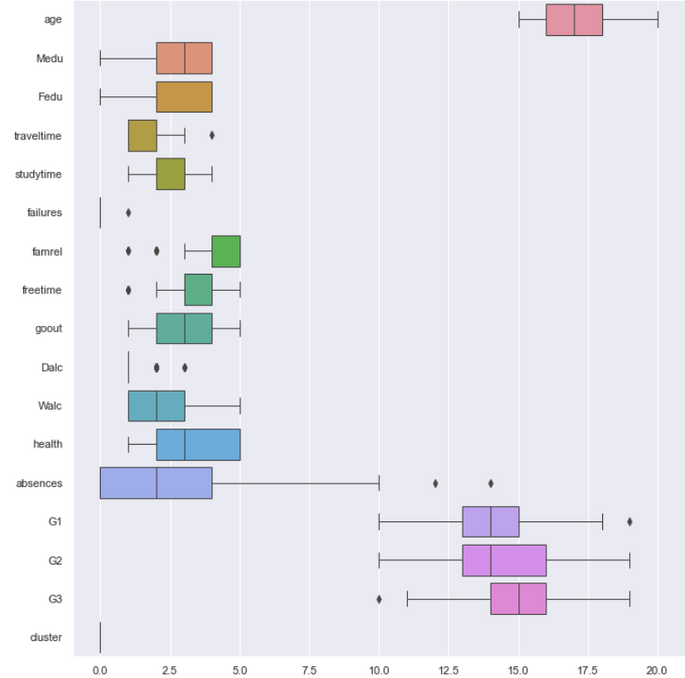 age
Medu
Fedu
traveltime
studytime
failures
famrel
freetime
goout
Dalc
Walc
health
absences
G1
G2
G3
cluster
0.0 2.5 5.0 7.5 10.0 12.5 15.0 17.5 20.0